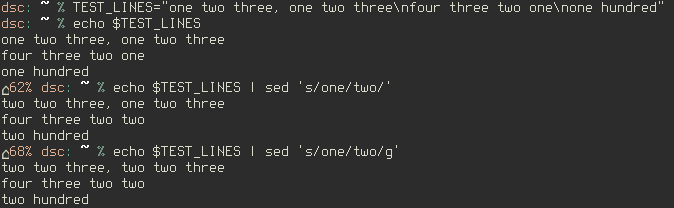 dsc: ~ % TEST_LINES="one two three, one two three\nfour three two one\none hundred"
dsc: ~ % echo $TEST_LINES
one two three, one two three
four three two one
one hundred
⌂62% dsc: ~ % echo $TEST_LINES | sed 's/one/two/'
two two three, one two three
four three two two
two hundred
⌂68% dsc: ~ % echo $TEST_LINES | sed 's/one/two/g'
two two three, two two three
four three two two
two hundred